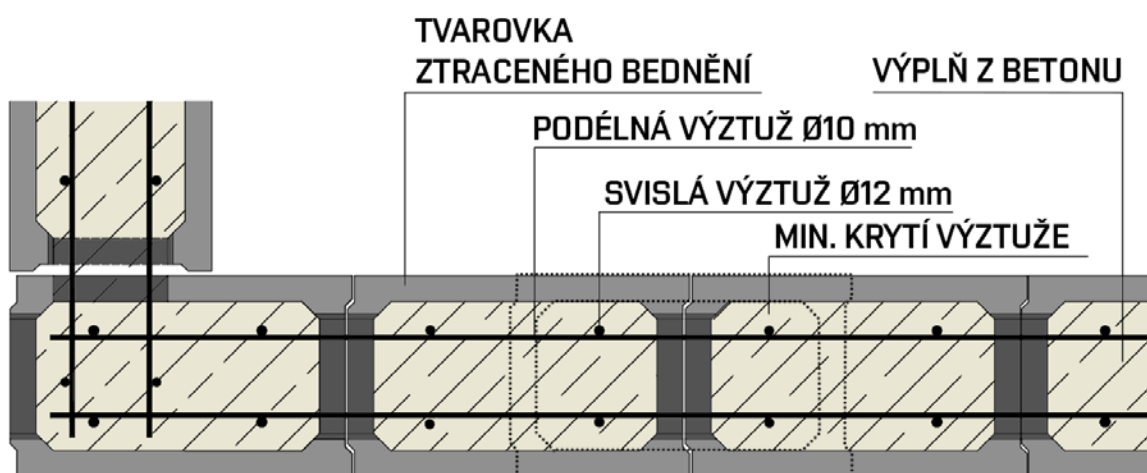 TVAROVKA
ZTRACENÉHO BEDNĚNÍ
VÝPLŇ Z BETONU
PODÉLNÁ VÝZTUŽ Ø10 mm
SVISLÁ VÝZTUŽ Ø12 mm
MIN. KRYTÍ VÝZTUŽE